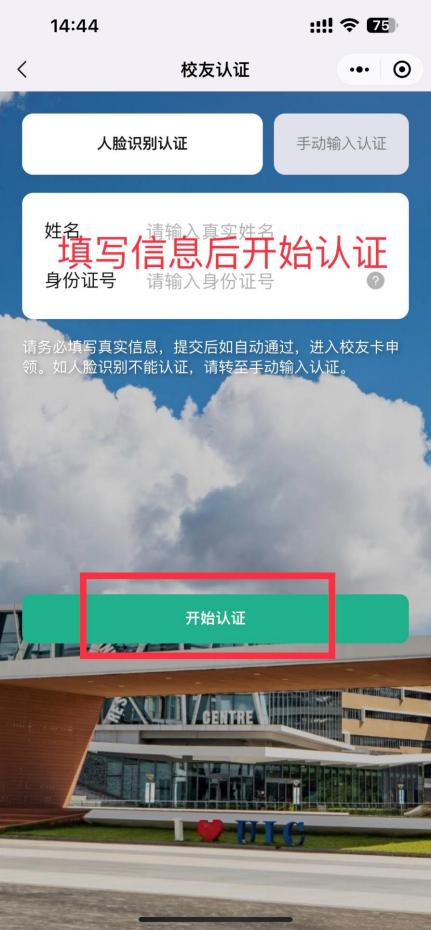 14:44
75
校友认证
人脸识别认证
手动输入认证
姓名 请输入真实姓名
填写信息后开始认证
身份证号 请输入身份证号 ?
请务必填写真实信息，提交后如自动通过，进入校友卡申
领。如人脸识别不能认证，请转至手动输入认证。
开始认证
CENTRE
I ❤ UIC